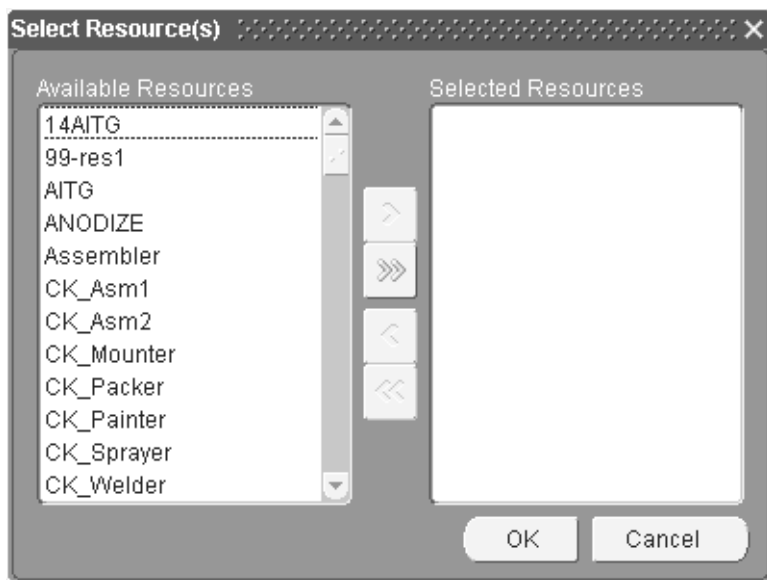 Select Resource(s)
Available Resources
Selected Resources
14AITG
99-res1
AITG
ANODIZE
Assembler
CK_Asm1
CK_Asm2
CK_Mounter
CK_Packer
CK_Painter
CK_Sprayer
CK_Welder
OK
Cancel